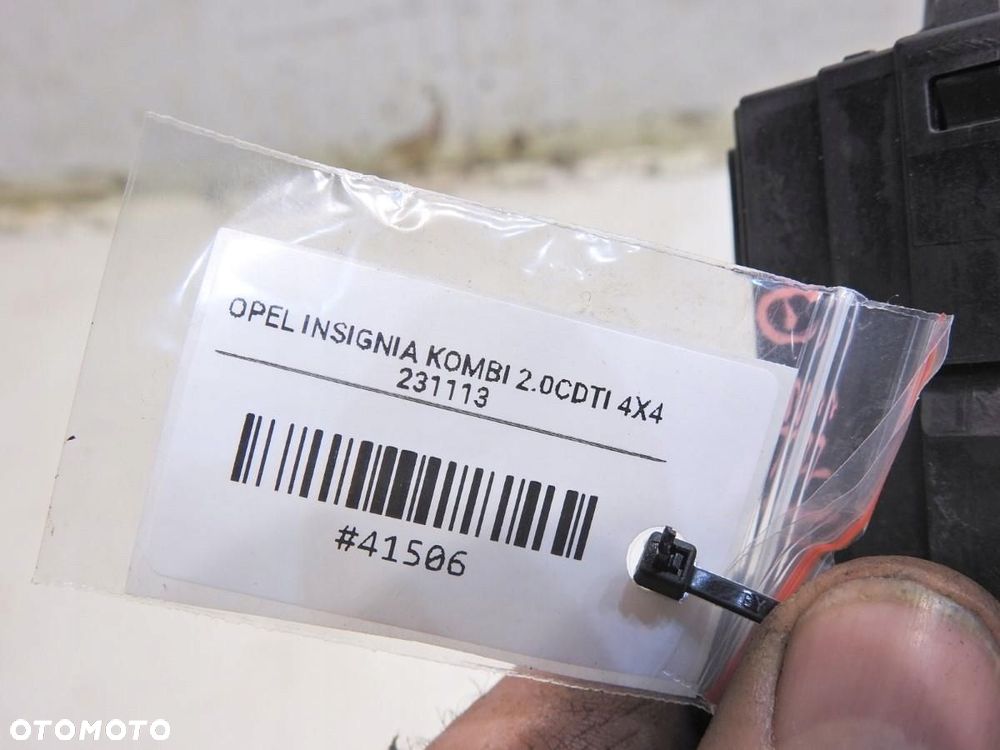 OPEL INSIGNIA KOMBI 2.0CDTI 4X4
231113
#41506
OTOMOTO